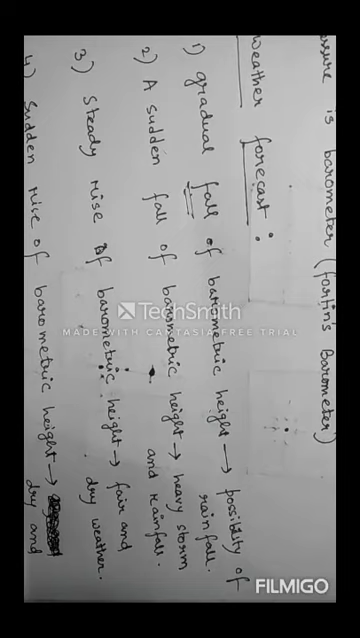 essure is barometer (fortin's Barometer)
Weather forecast :
1) gradual fall of barometric height → possiblity of
rainfall.
2) A sudden fall of barometric height → heavy storm
and rainfall.
3) Steady rise of barometric height → fair and
dry weather.
4) Sudden rise of barometric height →
dry and
TechSmith
MADE WITH CAMTASIA FREE TRIAL
FILMIGO